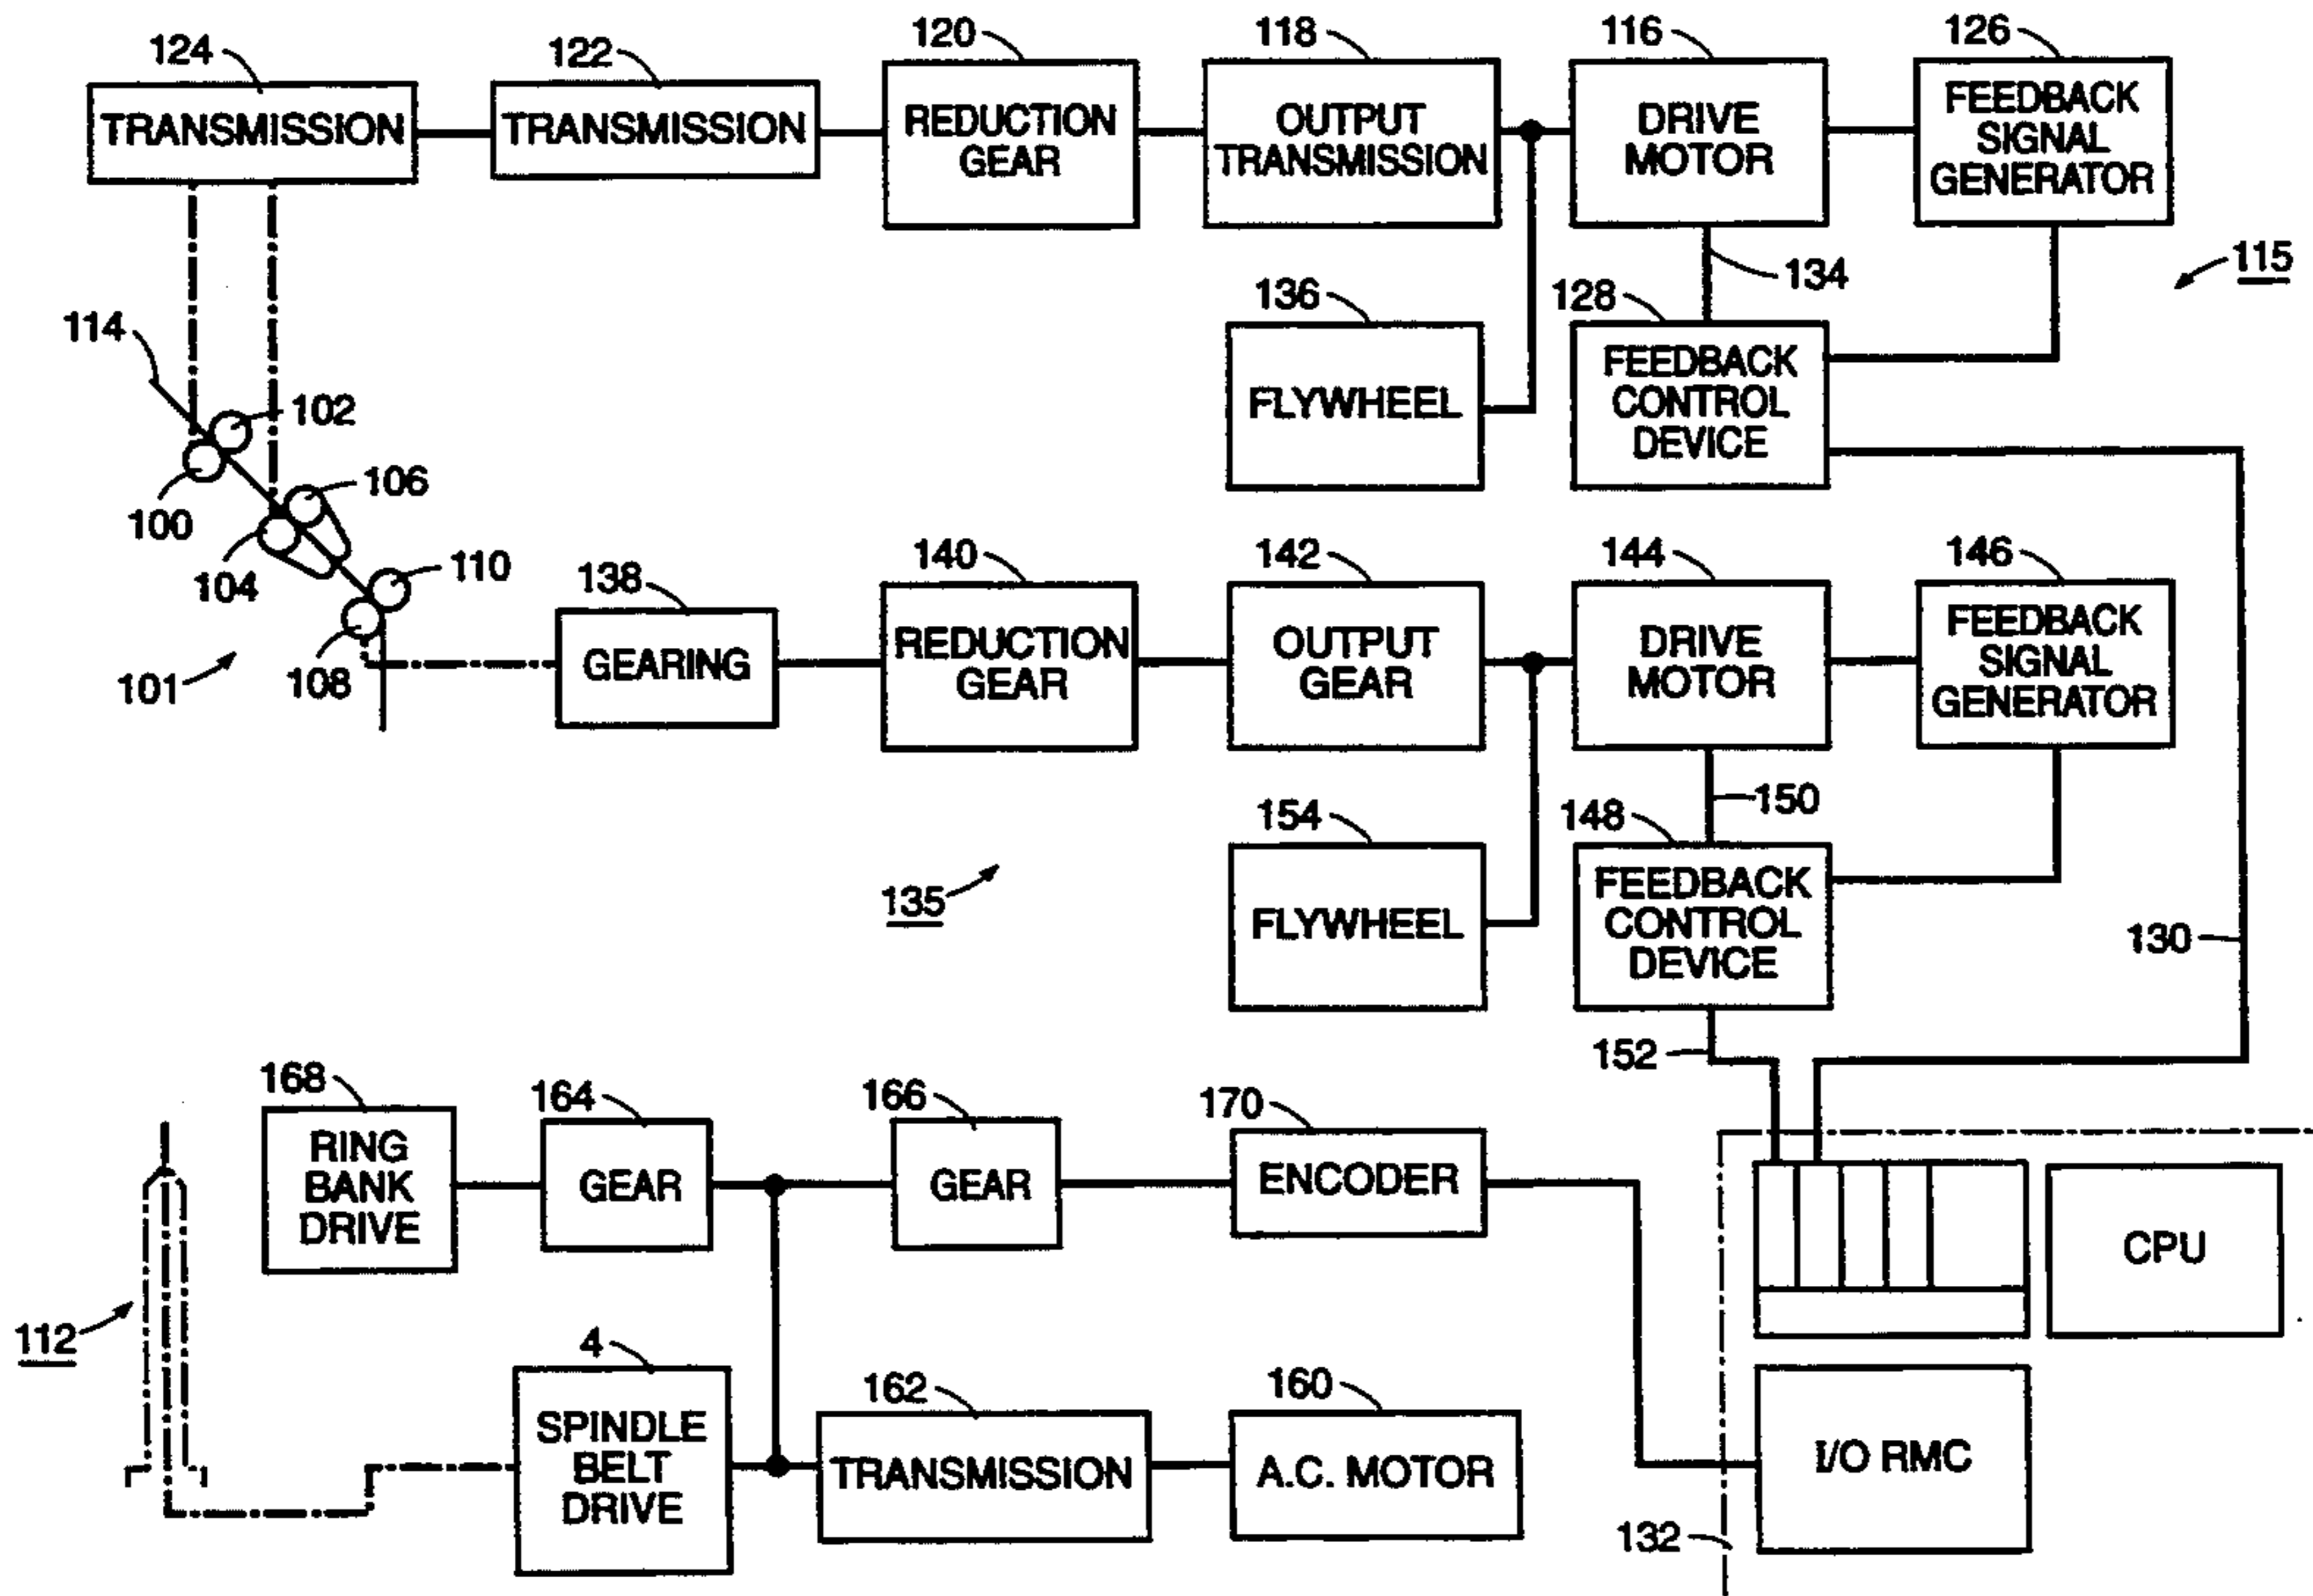 124
122
120
118
116
126
TRANSMISSION
TRANSMISSION
REDUCTION
GEAR
OUTPUT
TRANSMISSION
DRIVE
MOTOR
FEEDBACK
SIGNAL
GENERATOR
115
134
136
128
114
FLYWHEEL
FEEDBACK
CONTROL
DEVICE
102
106
100
104
110
138
140
142
144
146
101
108
GEARING
REDUCTION
GEAR
OUTPUT
GEAR
DRIVE
MOTOR
FEEDBACK
SIGNAL
GENERATOR
150
154
148
135
FLYWHEEL
FEEDBACK
CONTROL
DEVICE
130
152
168
164
166
170
RING
BANK
DRIVE
GEAR
GEAR
ENCODER
CPU
112
4
162
160
SPINDLE
BELT
DRIVE
TRANSMISSION
A.C. MOTOR
I/O RMC
132